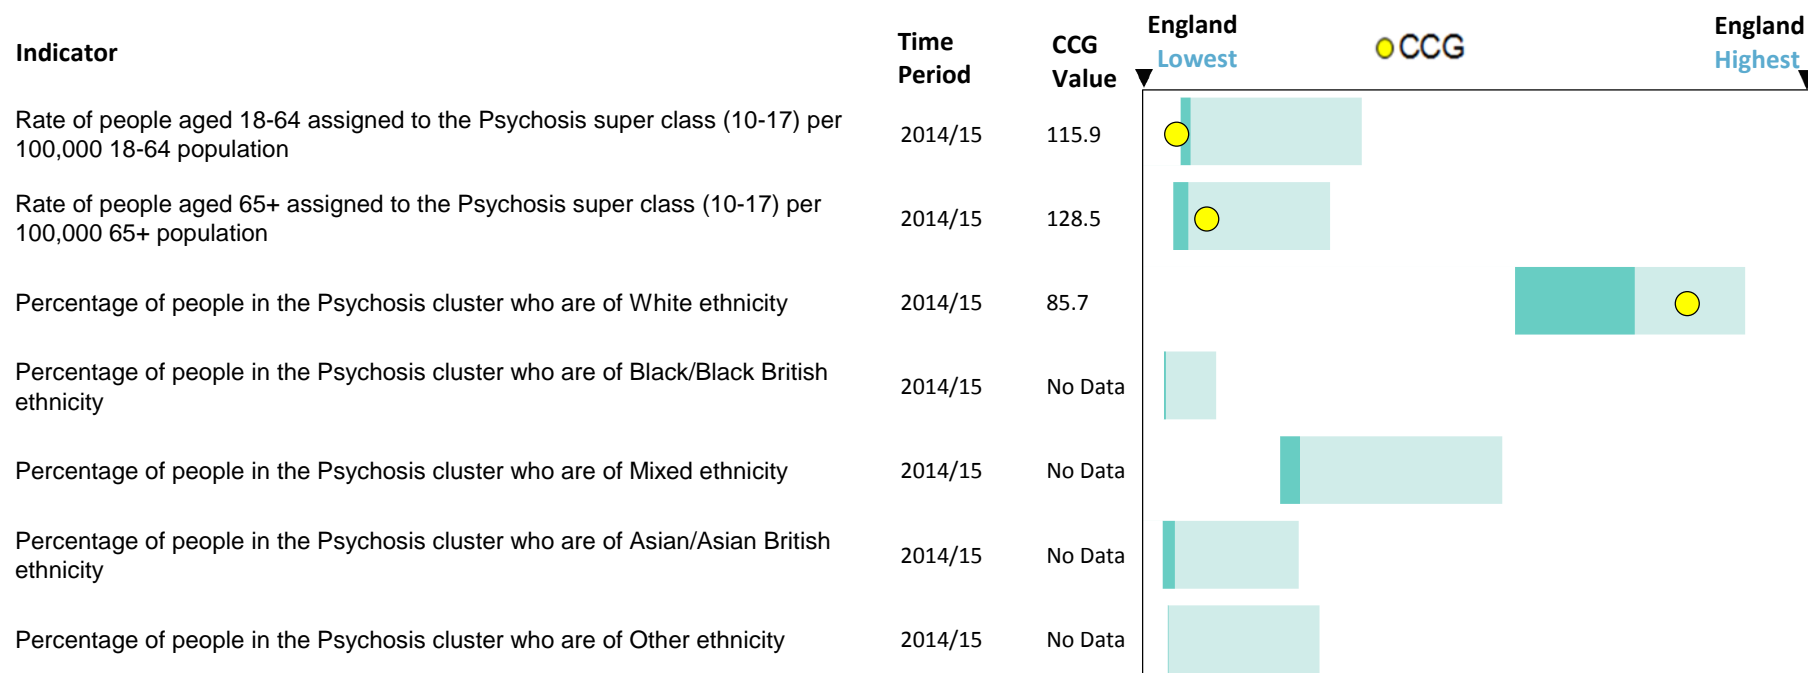 Indicator
Time
Period
CCG
Value
England
Lowest
CCG
England
Highest
Rate of people aged 18-64 assigned to the Psychosis super class (10-17) per
100,000 18-64 population
2014/15
115.9
Rate of people aged 65+ assigned to the Psychosis super class (10-17) per
100,000 65+ population
2014/15
128.5
Percentage of people in the Psychosis cluster who are of White ethnicity
2014/15
85.7
Percentage of people in the Psychosis cluster who are of Black/Black British
ethnicity
2014/15
No Data
Percentage of people in the Psychosis cluster who are of Mixed ethnicity
2014/15
No Data
Percentage of people in the Psychosis cluster who are of Asian/Asian British
ethnicity
2014/15
No Data
Percentage of people in the Psychosis cluster who are of Other ethnicity
2014/15
No Data